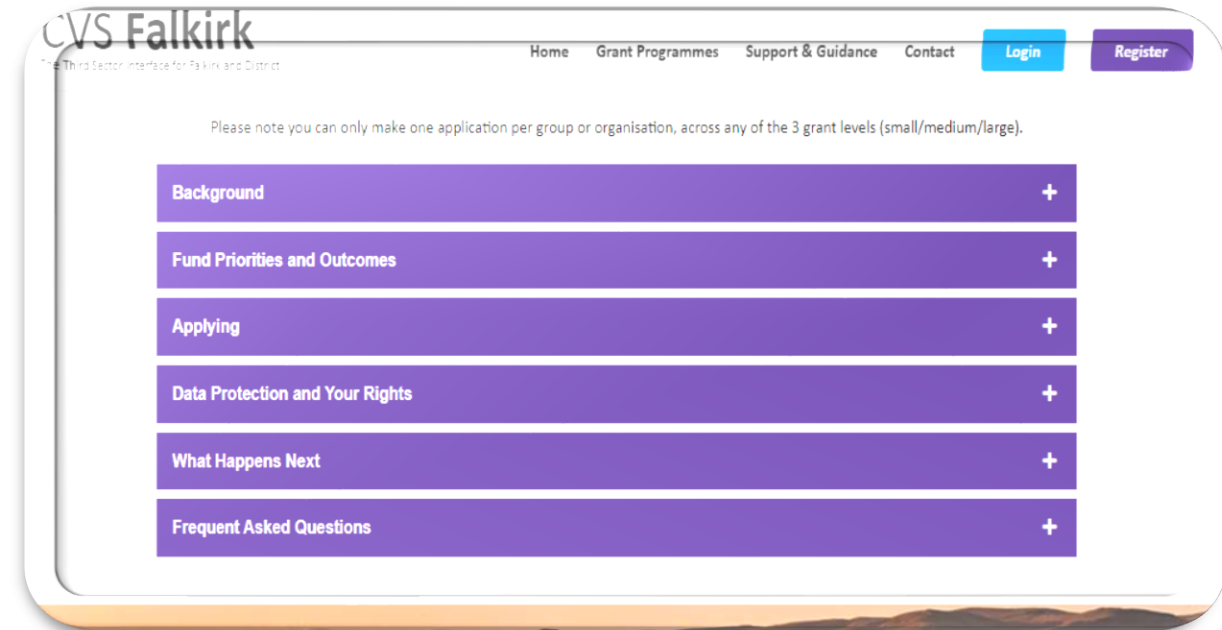 CVS Falkirk
The Third Sector Interface for Falkirk and District
Home Grant Programmes Support & Guidance Contact Login Register
Please note you can only make one application per group or organisation, across any of the 3 grant levels (small/medium/large).
Background +
Fund Priorities and Outcomes +
Applying +
Data Protection and Your Rights +
What Happens Next +
Frequent Asked Questions +